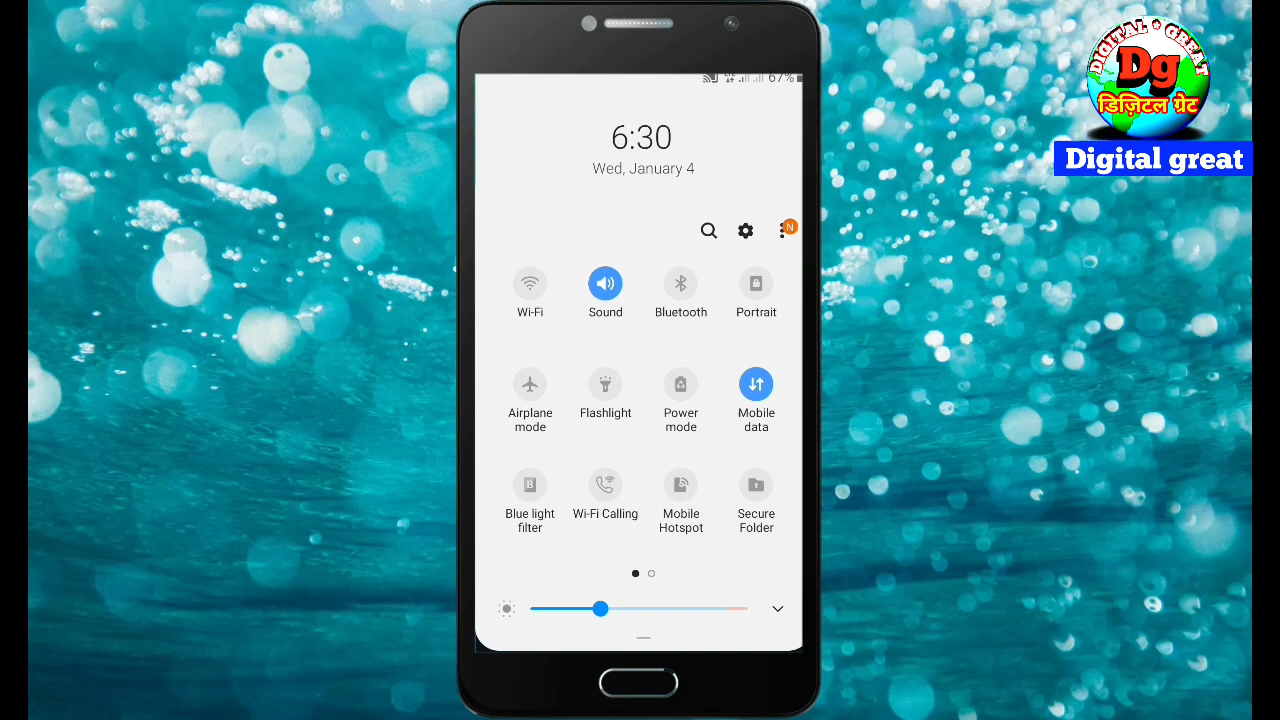 67%
6:30
Wed, January 4
N
Wi-Fi
Sound
Bluetooth
Portrait
Airplane
mode
Flashlight
Power
mode
Mobile
data
B
Blue light
filter
Wi-Fi Calling
Mobile
Hotspot
Secure
Folder
DIGITAL * GREAT
Dg
डिज़िटल ग्रेट
Digital great